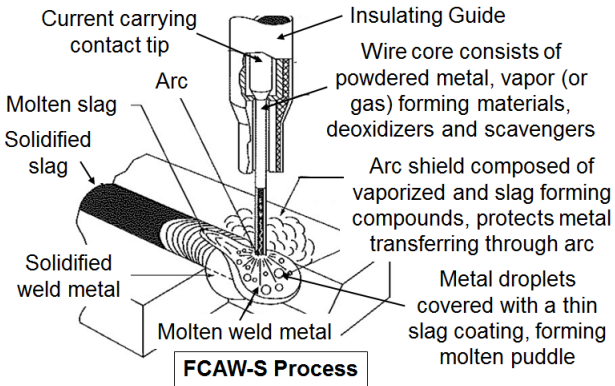 Current carrying
contact tip
Insulating Guide
Wire core consists of
powdered metal, vapor (or
gas) forming materials,
deoxidizers and scavengers
Arc
Molten slag
Solidified
slag
Arc shield composed of
vaporized and slag forming
compounds, protects metal
transferring through arc
Solidified
weld metal
Molten weld metal
Metal droplets
covered with a thin
slag coating, forming
molten puddle
FCAW-S Process